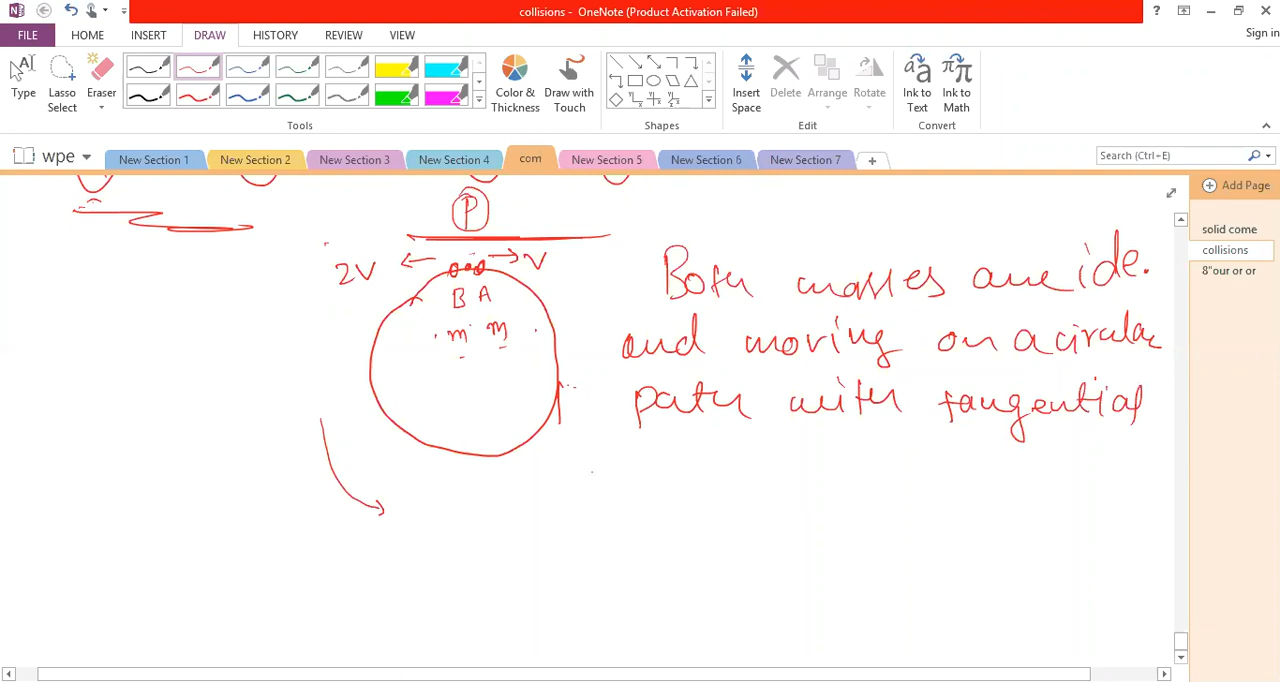 collisions - OneNote (Product Activation Failed)
?
Sign in
FILE HOME INSERT DRAW HISTORY REVIEW VIEW
Type
Lasso Select
Eraser
Color & Thickness
Draw with Touch
Insert Space
Delete
Arrange
Rotate
Ink to Text
Ink to Math
Tools
Shapes
Edit
Convert
wpe
New Section 1
New Section 2
New Section 3
New Section 4
com
New Section 5
New Section 6
New Section 7
Search (Ctrl+E)
Add Page
solid come
collisions
8"our or or
P
2V
V
B A
m m
Both masses are ide.
and moving on a circular
path with tangential